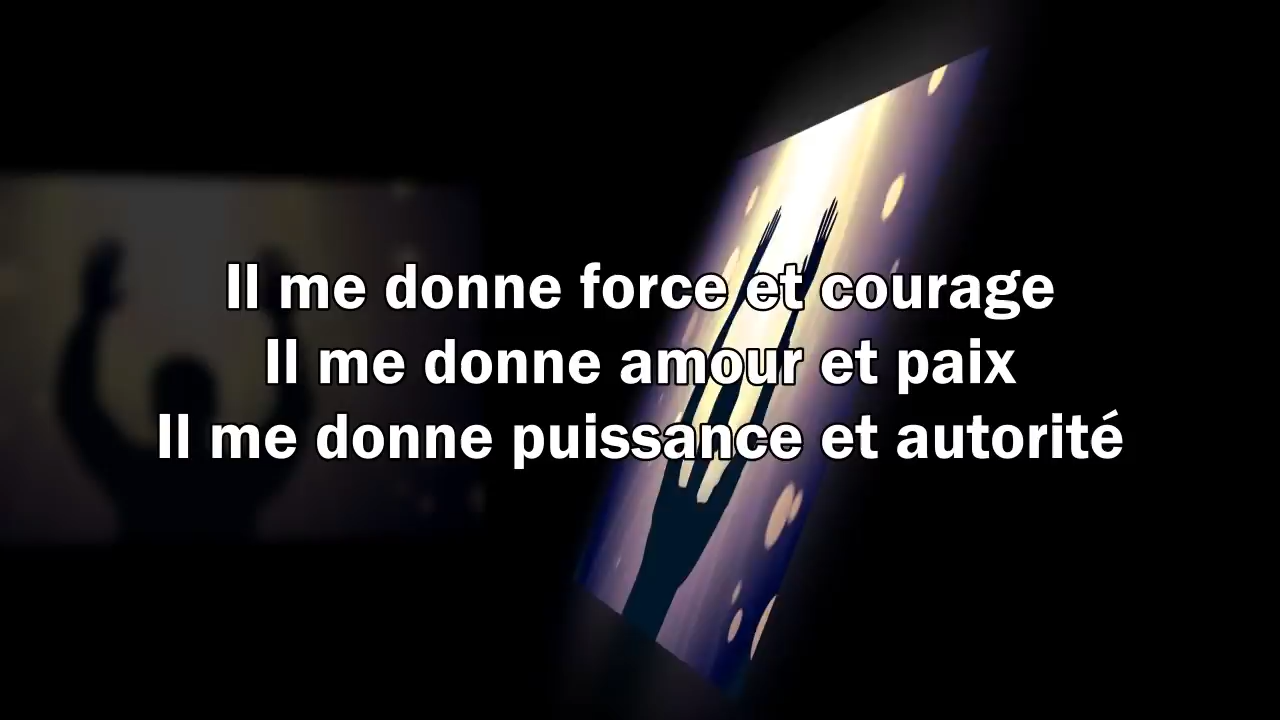 Il me donne force et courage
Il me donne amour et paix
Il me donne puissance et autorité